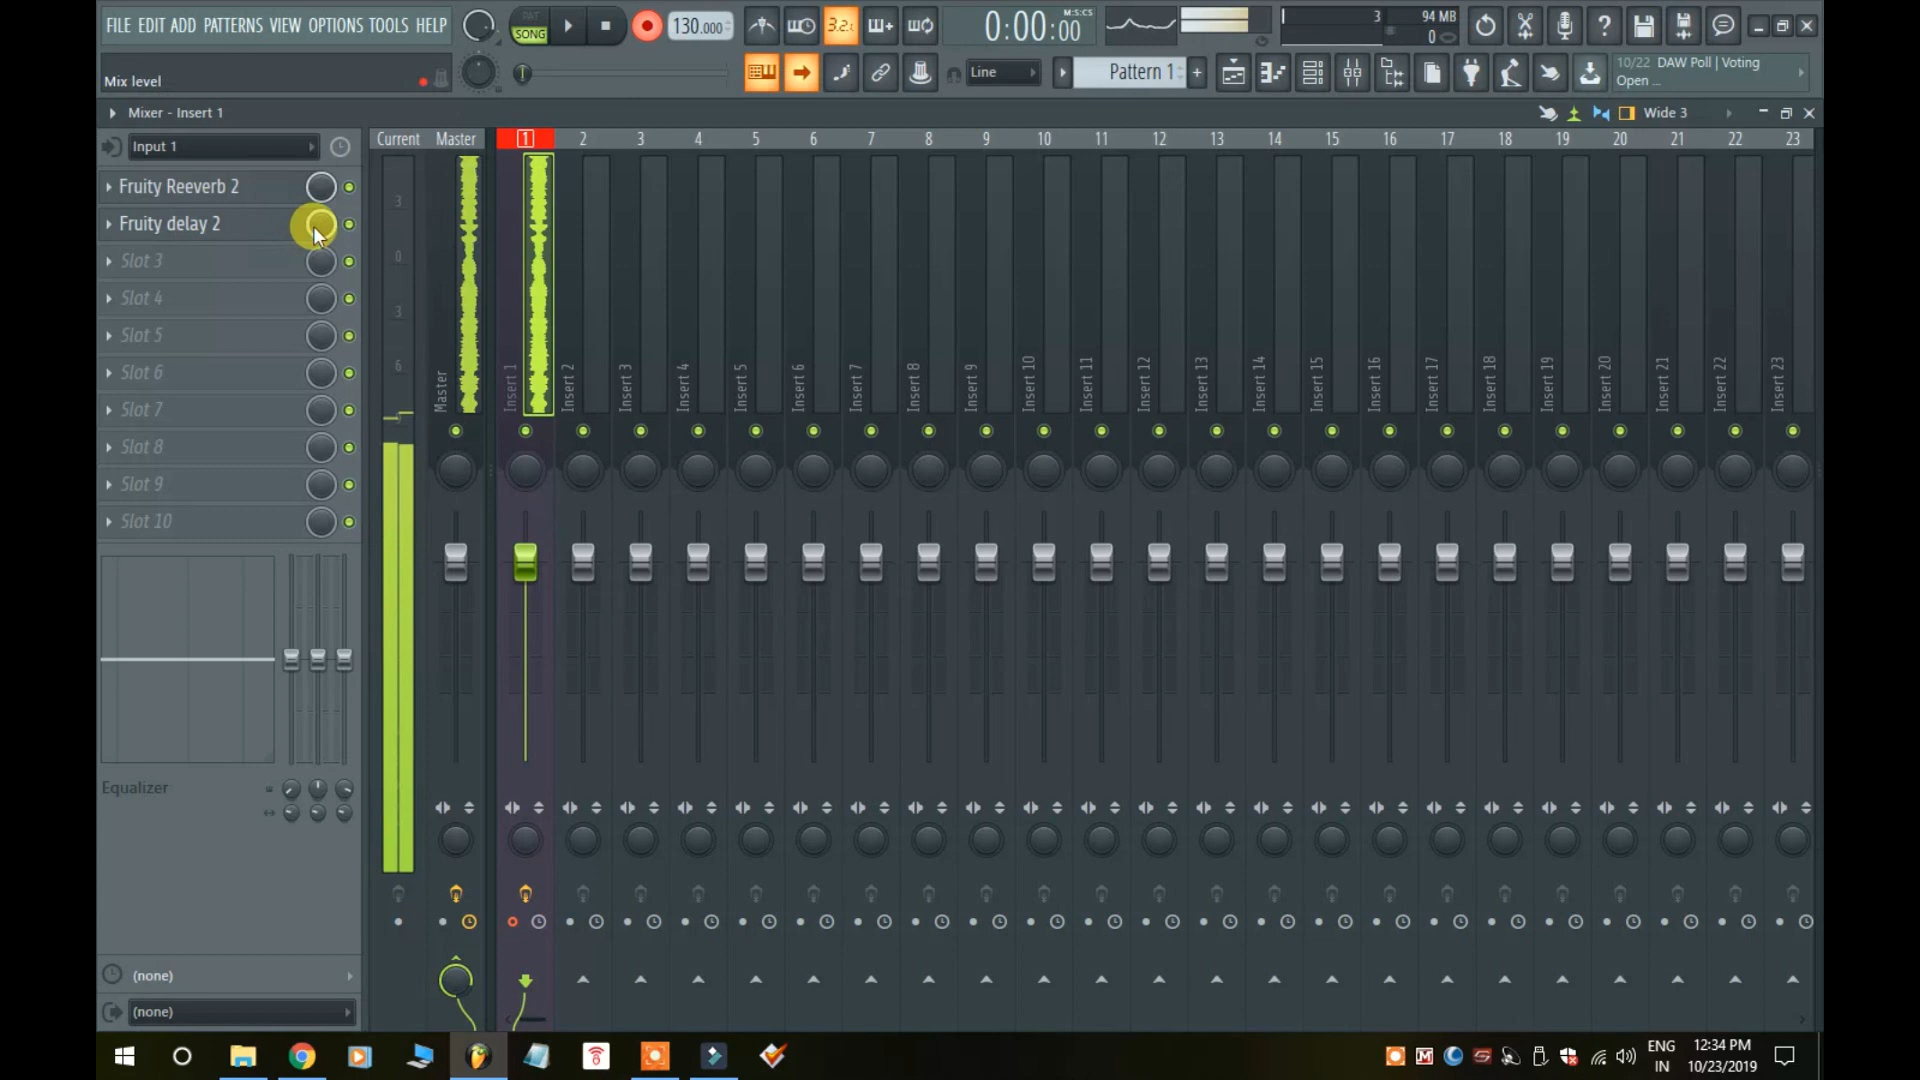 FILE EDIT ADD PATTERNS VIEW OPTIONS TOOLS HELP
PAT
SONG
130.000
3.2.
0:00:00
M:S:CS
3
94 MB
0
Mix level
Line
Pattern 1
+
10/22 DAW Poll | Voting
Open ...
Mixer - Insert 1
Wide 3
Input 1
Current Master 1 2 3 4 5 6 7 8 9 10 11 12 13 14 15 16 17 18 19 20 21 22 23
Fruity Reeverb 2
Fruity delay 2
Slot 3
Slot 4
Slot 5
Slot 6
Slot 7
Slot 8
Slot 9
Slot 10
3
0
3
6
Master
Insert 1
Insert 2
Insert 3
Insert 4
Insert 5
Insert 6
Insert 7
Insert 8
Insert 9
Insert 10
Insert 11
Insert 12
Insert 13
Insert 14
Insert 15
Insert 16
Insert 17
Insert 18
Insert 19
Insert 20
Insert 21
Insert 22
Insert 23
Equalizer
(none)
(none)
ENG
IN
12:34 PM
10/23/2019